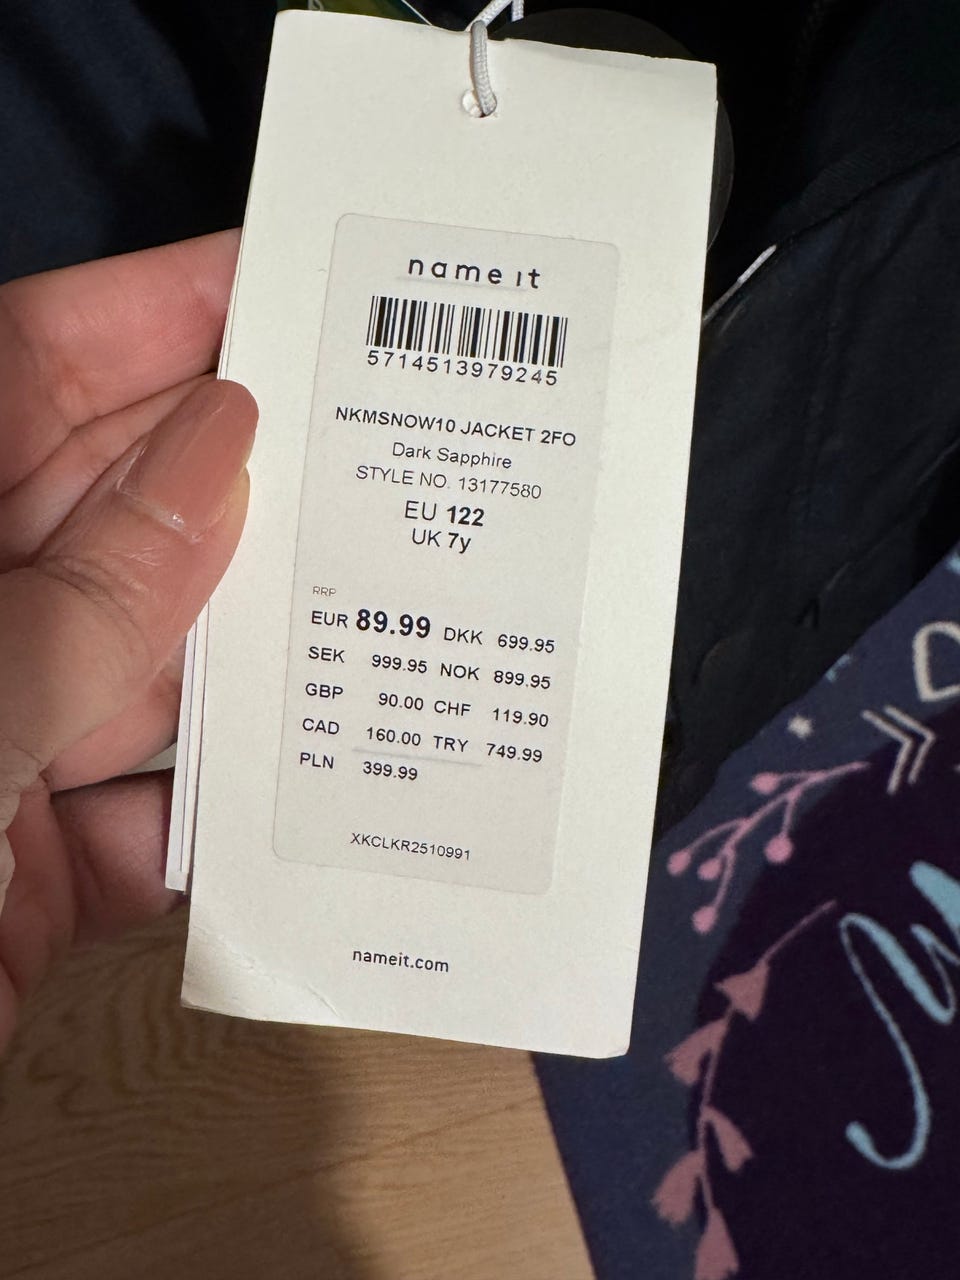 name it
5714513979245
NKMSNOW10 JACKET 2FO
Dark Sapphire
STYLE NO. 13177580
EU 122
UK 7y
RRP
EUR 89.99 DKK 699.95
SEK 999.95 NOK 899.95
GBP 90.00 CHF 119.90
CAD 160.00 TRY 749.99
PLN 399.99
XKCLKR2510991
nameit.com